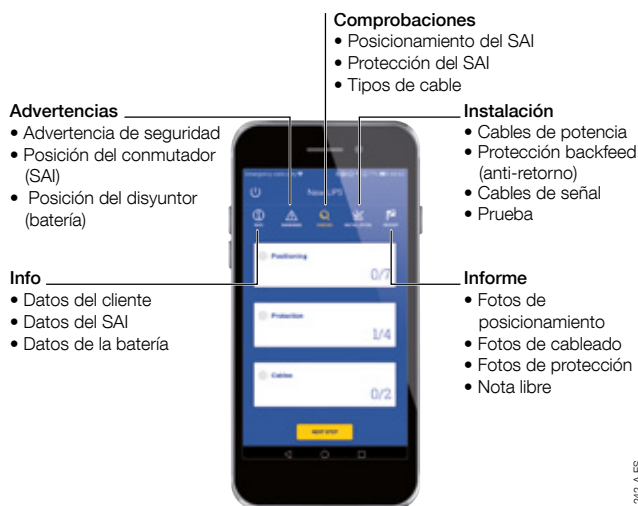 Comprobaciones
• Posicionamiento del SAI
• Protección del SAI
• Tipos de cable
Advertencias
• Advertencia de seguridad
• Posición del conmutador
(SAI)
• Posición del disyuntor
(batería)
Instalación
• Cables de potencia
• Protección backfeed
(anti-retorno)
• Cables de señal
• Prueba
Info
• Datos del cliente
• Datos del SAI
• Datos de la batería
Informe
• Fotos de
posicionamiento
• Fotos de cableado
• Fotos de protección
• Nota libre
New UPS
Positioning
0/7
Protection
1/4
Cables
0/2
NEXT STEP